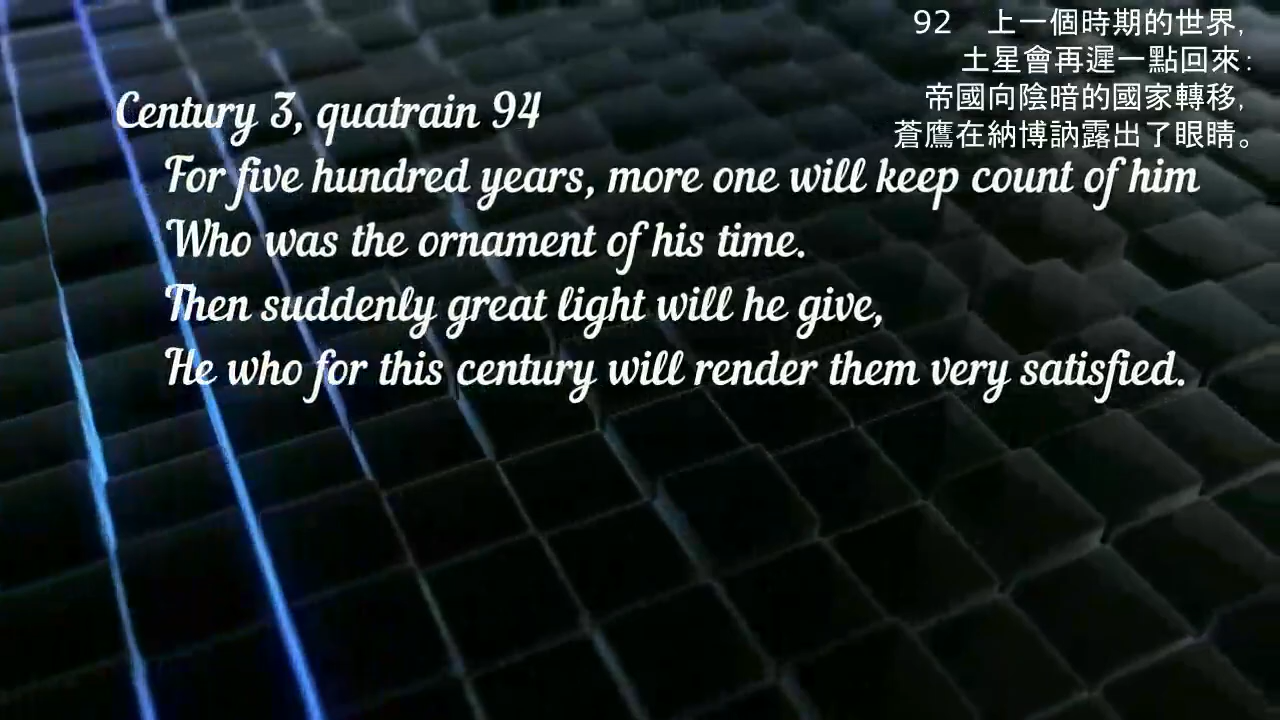 92 上一個時期的世界,
土星會再遲一點回來:
帝國向陰暗的國家轉移,
蒼鷹在納博訥露出了眼睛。
Century 3, quatrain 94
For five hundred years, more one will keep count of him
Who was the ornament of his time.
Then suddenly great light will he give,
He who for this century will render them very satisfied.